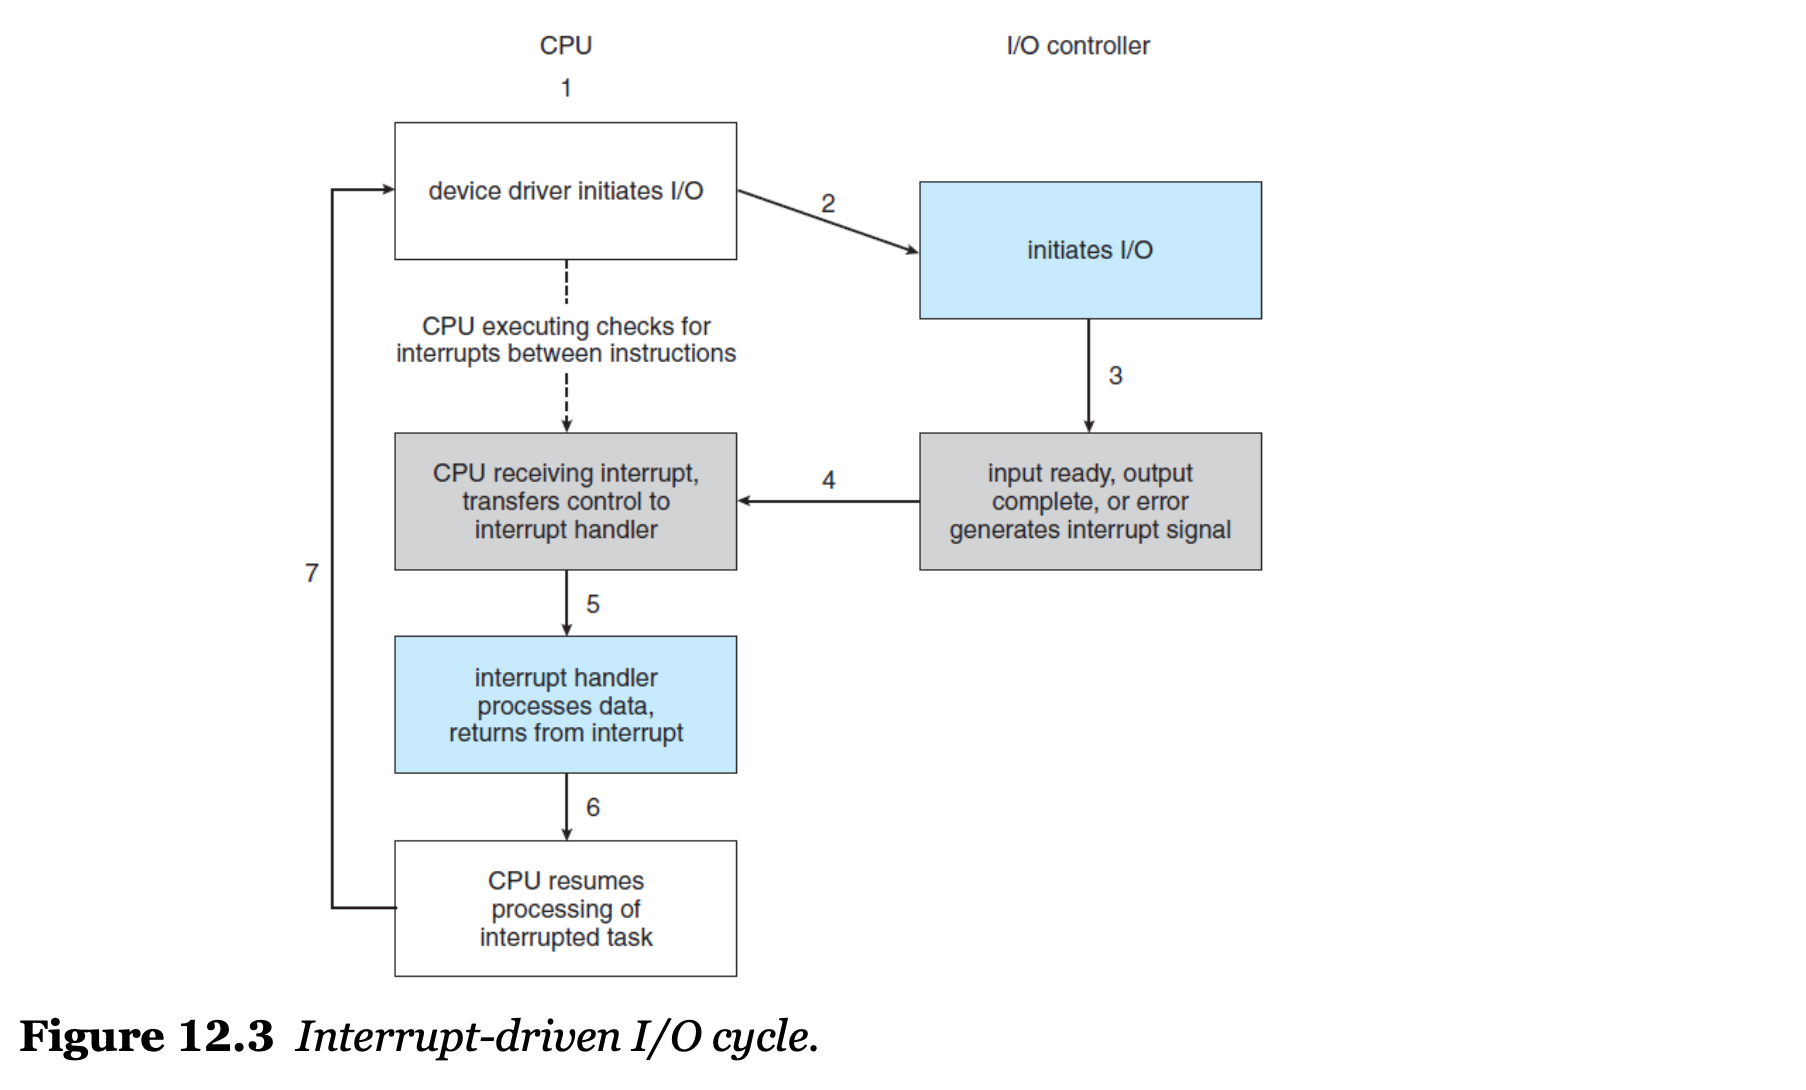 CPU
I/O controller
1
device driver initiates I/O
2
initiates I/O
CPU executing checks for
interrupts between instructions
3
CPU receiving interrupt,
transfers control to
interrupt handler
4
input ready, output
complete, or error
generates interrupt signal
7
5
interrupt handler
processes data,
returns from interrupt
6
CPU resumes
processing of
interrupted task
Figure 12.3 Interrupt-driven I/O cycle.